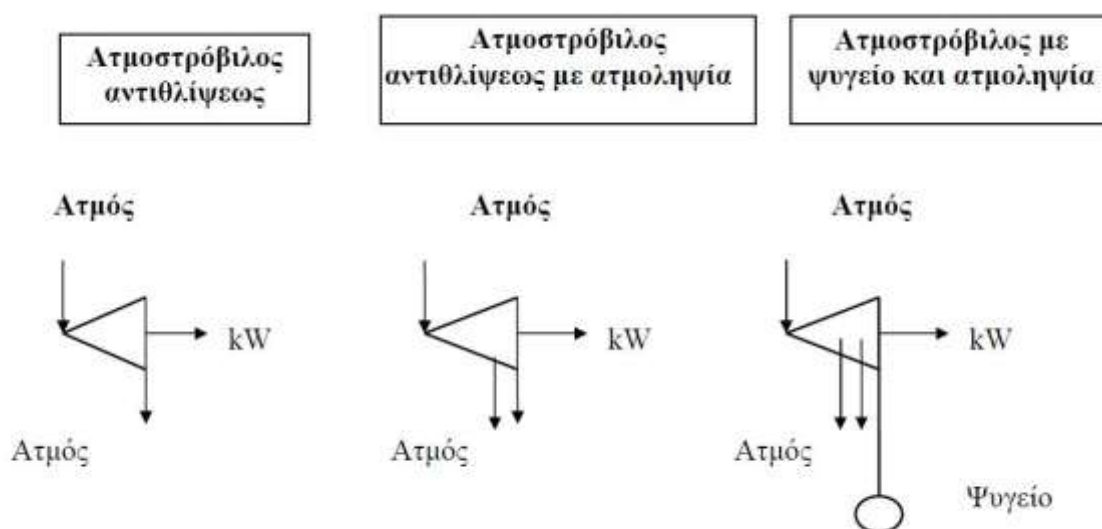 Ατμοστρόβιλος
αντιθλίψεως
Ατμοστρόβιλος
αντιθλίψεως με ατμοληψία
Ατμοστρόβιλος με
ψυγείο και ατμοληψία
Ατμός
Ατμός
Ατμός
kW
kW
kW
Ατμός
Ατμός
Ατμός
Ψυγείο